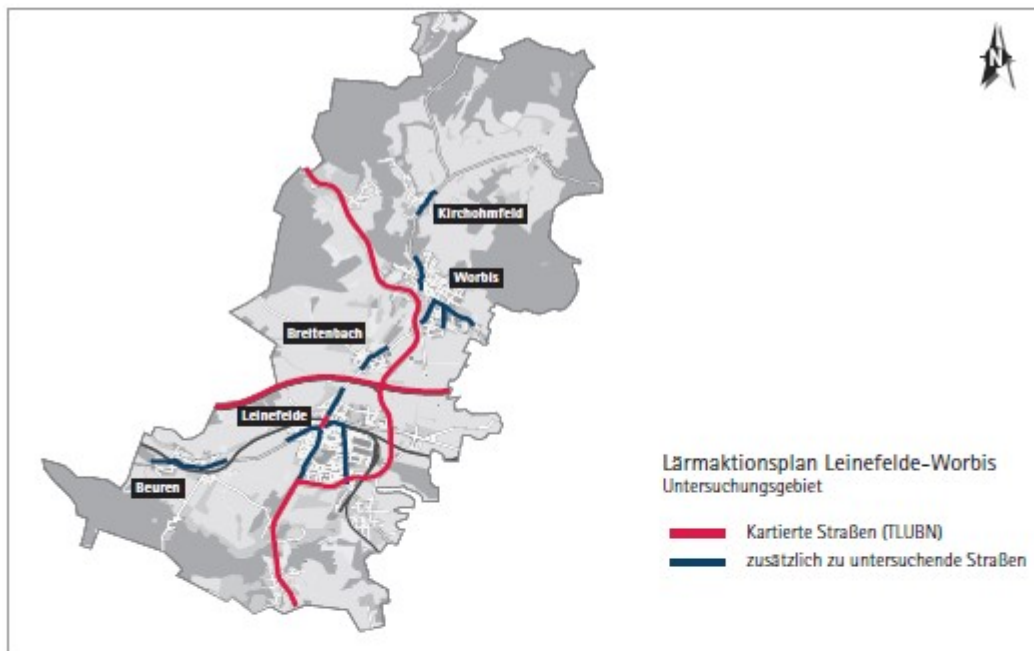 N
Kirchohmfeld
Worbis
Breitenbach
Leinefelde
Beuren
Lärmaktionsplan Leinefelde-Worbis
Untersuchungsgebiet
Kartierte Straßen (TLUBN)
zusätzlich zu untersuchende Straßen